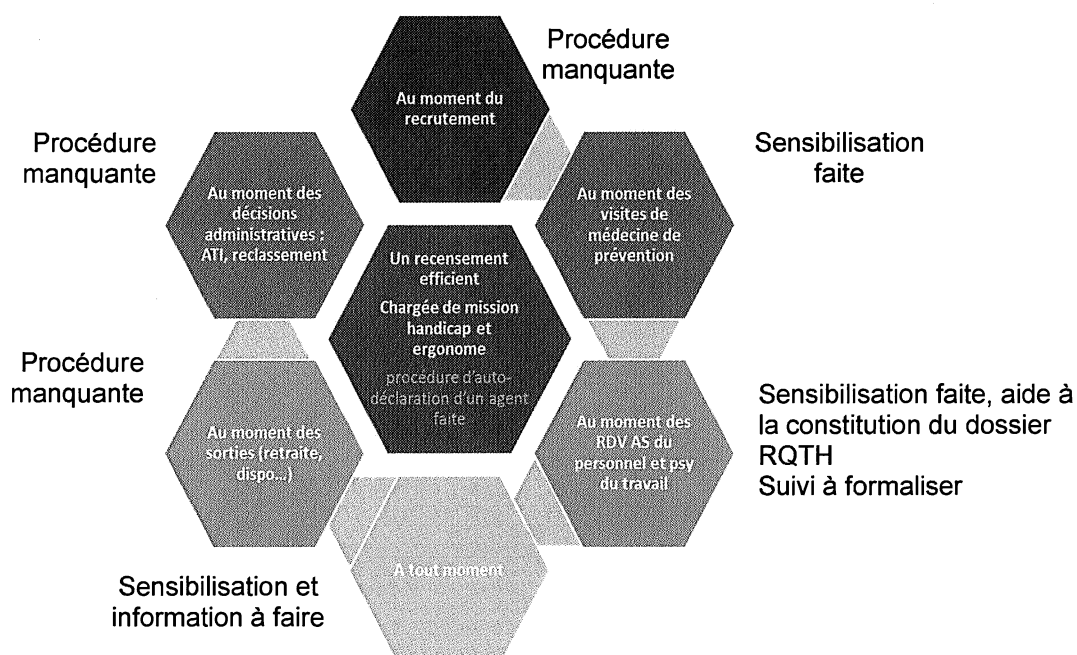 Procédure
manquante
Au moment du
recrutement
Procédure
manquante
Au moment des
décisions
administratives :
ATI, reclassement
Sensibilisation
faite
Au moment des
visites de
médecine de
prévention
Un recensement
efficient
Chargée de mission
handicap et
ergonome
procédure d'auto-
déclaration d'un agent
faite
Procédure
manquante
Au moment des
sorties (retraite,
dispo...)
Au moment des
RDV AS du
personnel et psy
du travail
Sensibilisation faite, aide à
la constitution du dossier
RQTH
Suivi à formaliser
A tout moment
Sensibilisation et
information à faire